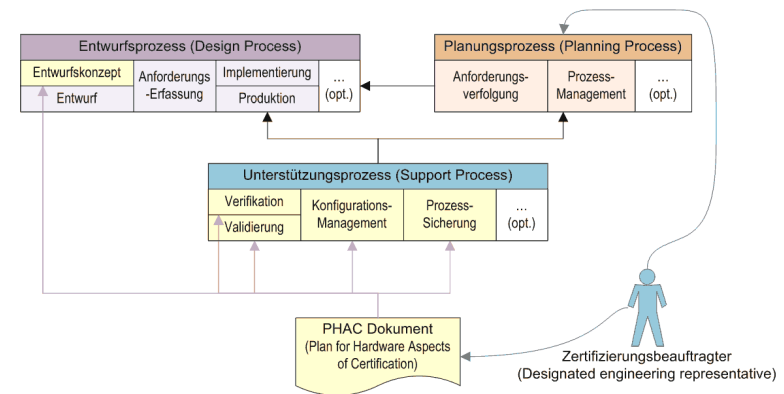 Entwurfsprozess (Design Process)
Entwurfskonzept
Entwurf
Anforderungs
-Erfassung
Implementierung
Produktion
...
(opt.)
Planungsprozess (Planning Process)
Anforderungs-
verfolgung
Prozess-
Management
...
(opt.)
Unterstützungsprozess (Support Process)
Verifikation
Validierung
Konfigurations-
Management
Prozess-
Sicherung
...
(opt.)
PHAC Dokument
(Plan for Hardware Aspects
of Certification)
Zertifizierungsbeauftragter
(Designated engineering representative)